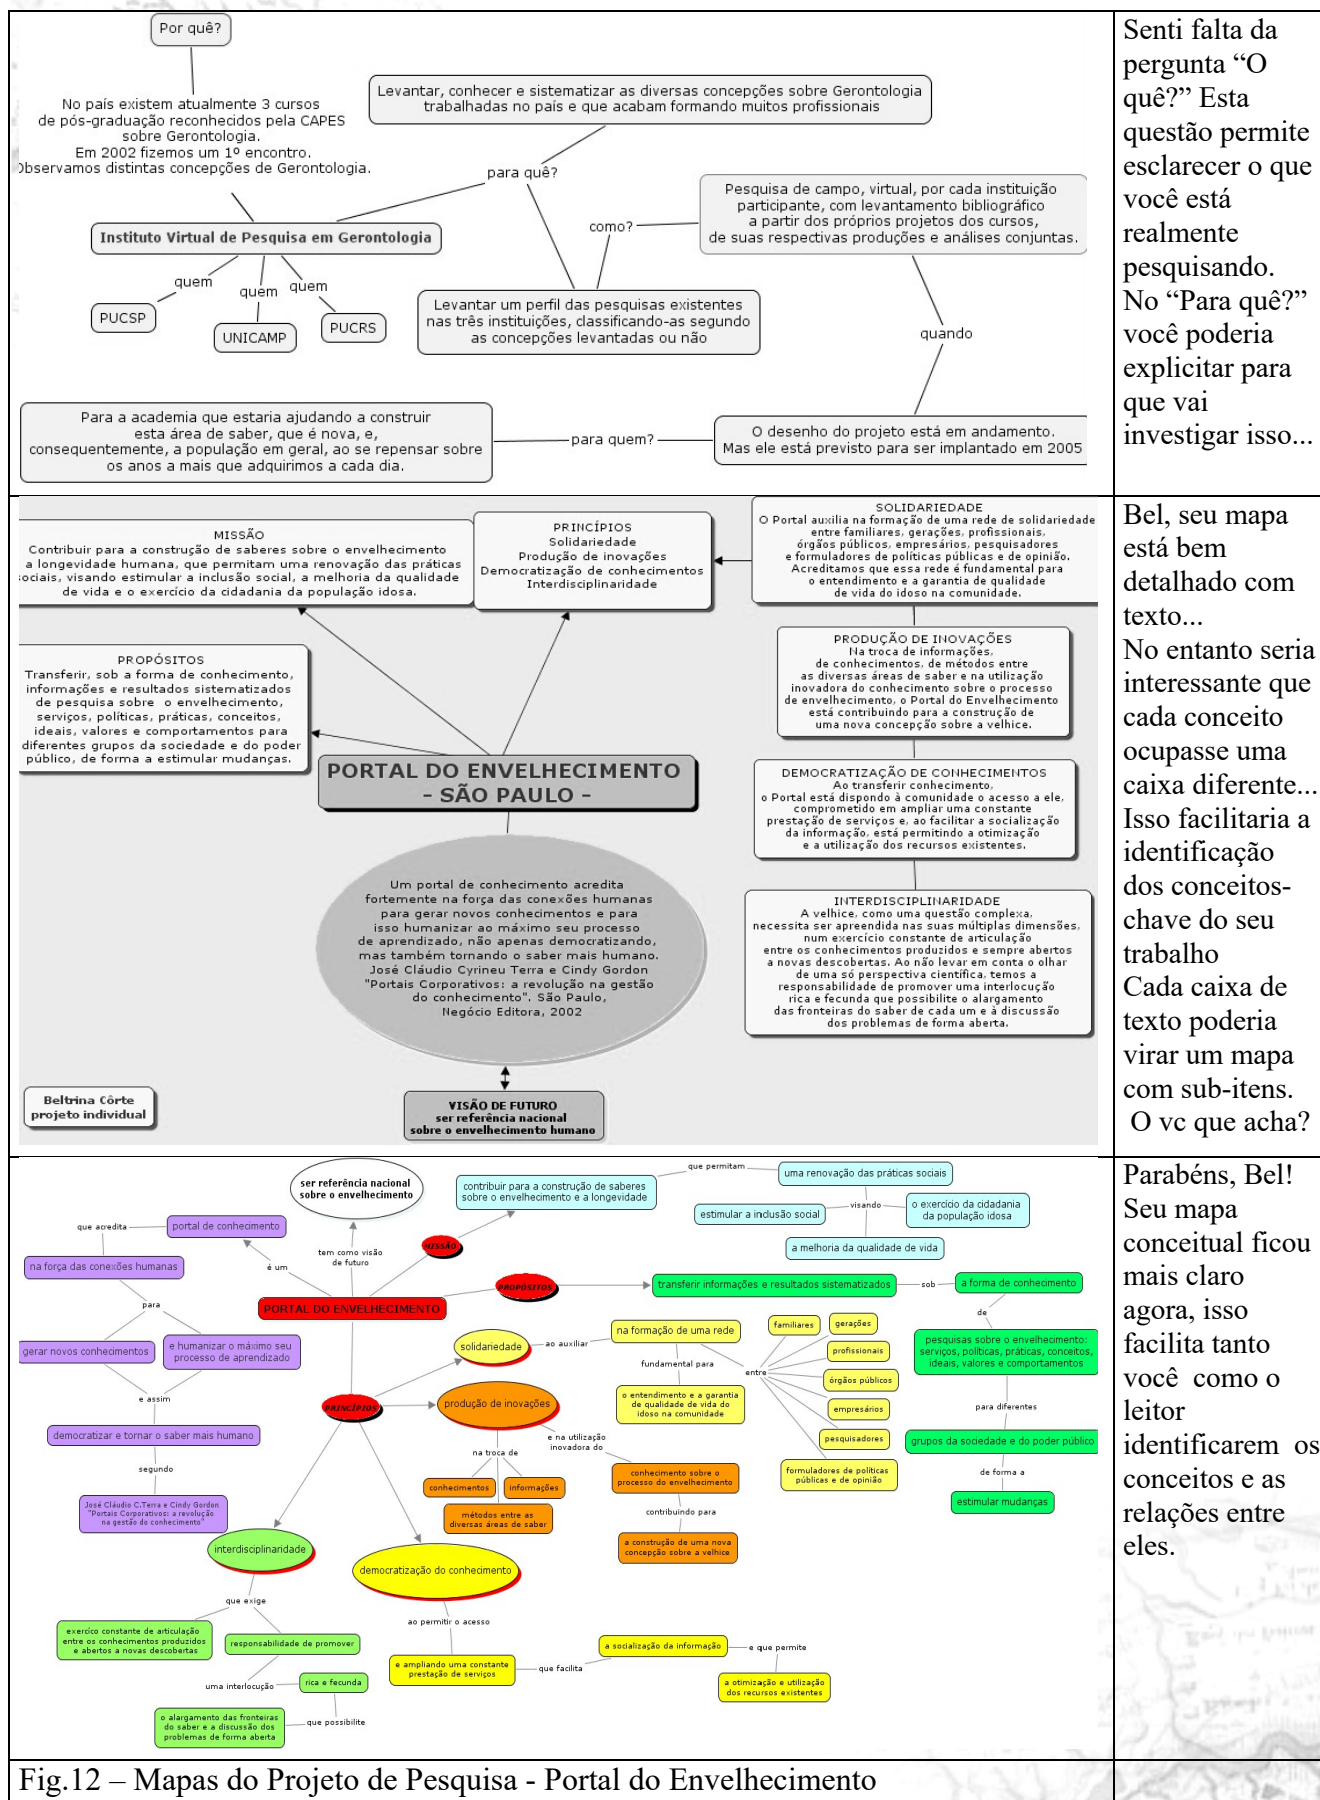 Por quê?
No país existem atualmente 3 cursos
de pós-graduação reconhecidos pela CAPES
sobre Gerontologia.
Em 2002 fizemos um 1º encontro.
Observamos distintas concepções de Gerontologia.
Levantar, conhecer e sistematizar as diversas concepções sobre Gerontologia
trabalhadas no país e que acabam formando muitos profissionais
para quê?
Instituto Virtual de Pesquisa em Gerontologia
quem
quem
quem
PUCSP
UNICAMP
PUCRS
como?
Pesquisa de campo, virtual, por cada instituição
participante, com levantamento bibliográfico
a partir dos próprios projetos dos cursos,
de suas respectivas produções e análises conjuntas.
Levantar um perfil das pesquisas existentes
nas três instituições, classificando-as segundo
as concepções levantadas ou não
quando
Para a academia que estaria ajudando a construir
esta área de saber, que é nova, e,
consequentemente, a população em geral, ao se repensar sobre
os anos a mais que adquirimos a cada dia.
para quem?
O desenho do projeto está em andamento.
Mas ele está previsto para ser implantado em 2005
Senti falta da
pergunta “O
quê?” Esta
questão permite
esclarecer o que
você está
realmente
pesquisando.
No “Para quê?”
você poderia
explicitar para
que vai
investigar isso...
MISSÃO
Contribuir para a construção de saberes sobre o envelhecimento
a longevidade humana, que permitam uma renovação das práticas
sociais, visando estimular a inclusão social, a melhoria da qualidade
de vida e o exercício da cidadania da população idosa.
PRINCÍPIOS
Solidariedade
Produção de inovações
Democratização de conhecimentos
Interdisciplinaridade
SOLIDARIEDADE
O Portal auxilia na formação de uma rede de solidariedade
entre familiares, gerações, profissionais,
órgãos públicos, empresários, pesquisadores
e formuladores de políticas públicas e de opinião.
Acreditamos que essa rede é fundamental para
o entendimento e a garantia de qualidade
de vida do idoso na comunidade.
PROPÓSITOS
Transferir, sob a forma de conhecimento,
informações e resultados sistematizados
de pesquisa sobre o envelhecimento,
serviços, políticas, práticas, conceitos,
ideais, valores e comportamentos para
diferentes grupos da sociedade e do poder
público, de forma a estimular mudanças.
PRODUÇÃO DE INOVAÇÕES
Na troca de informações,
de conhecimentos, de métodos entre
as diversas áreas de saber e na utilização
inovadora do conhecimento sobre o processo
de envelhecimento, o Portal do Envelhecimento
está contribuindo para a construção de
uma nova concepção sobre a velhice.
PORTAL DO ENVELHECIMENTO
- SÃO PAULO -
DEMOCRATIZAÇÃO DE CONHECIMENTOS
Ao transferir conhecimento,
o Portal está dispondo à comunidade o acesso a ele,
comprometido em ampliar uma constante
prestação de serviços e, ao facilitar a socialização
da informação, está permitindo a otimização
e a utilização dos recursos existentes.
Um portal de conhecimento acredita
fortemente na força das conexões humanas
para gerar novos conhecimentos e para
isso humanizar ao máximo seu processo
de aprendizado, não apenas democratizando,
mas também tornando o saber mais humano.
José Cláudio Cyrineu Terra e Cindy Gordon
"Portais Corporativos: a revolução na gestão
do conhecimento". São Paulo,
Negócio Editora, 2002
INTERDISCIPLINARIDADE
A velhice, como uma questão complexa,
necessita ser apreendida nas suas múltiplas dimensões,
num exercício constante de articulação
entre os conhecimentos produzidos e sempre abertos
a novas descobertas. Ao não levar em conta o olhar
de uma só perspectiva científica, temos a
responsabilidade de promover uma interlocução
rica e fecunda que possibilite o alargamento
das fronteiras do saber de cada um e à discussão
dos problemas de forma aberta.
Beltrina Côrte
projeto individual
VISÃO DE FUTURO
ser referência nacional
sobre o envelhecimento humano
Bel, seu mapa
está bem
detalhado com
texto...
No entanto seria
interessante que
cada conceito
ocupasse uma
caixa diferente...
Isso facilitaria a
identificação
dos conceitos-
chave do seu
trabalho
Cada caixa de
texto poderia
virar um mapa
com sub-itens.
O vc que acha?
ser referência nacional
sobre o envelhecimento
contribuir para a construção de saberes
sobre o envelhecimento e a longevidade
que permitam
uma renovação das práticas sociais
visando
estimular a inclusão social
o exercício da cidadania
da população idosa
a melhoria da qualidade de vida
que acredita
portal de conhecimento
na força das conexões humanas
é um
tem como visão
de futuro
MISSÃO
PROPÓSITOS
PORTAL DO ENVELHECIMENTO
transferir informações e resultados sistematizados
sob
a forma de conhecimento
de
pesquisas sobre o envelhecimento:
serviços, políticas, práticas, conceitos,
ideais, valores e comportamentos
para diferentes
grupos da sociedade e do poder público
de forma a
estimular mudanças
para
gerar novos conhecimentos
e humanizar o máximo seu
processo de aprendizado
e assim
democratizar e tornar o saber mais humano
segundo
José Cláudio C.Terra e Cindy Gordon
"Portais Corporativos: a revolução
na gestão do conhecimento"
solidariedade
ao auxiliar
na formação de uma rede
fundamental para
o entendimento e a garantia
de qualidade de vida do
idoso na comunidade
entre
familiares
gerações
profissionais
órgãos públicos
empresários
pesquisadores
formuladores de políticas
públicas e de opinião
PRINCÍPIOS
produção de inovações
na troca de
e na utilização
inovadora do
conhecimentos
informações
métodos entre as
diversas áreas de saber
conhecimento sobre o
processo do envelhecimento
contribuindo para
a construção de uma nova
concepção sobre a velhice
interdisciplinaridade
que exige
exercíco constante de articulação
entre os conhecimentos produzidos
e abertos a novas descobertas
responsabilidade de promover
uma interlocução
rica e fecunda
que possibilite
o alargamento das fronteiras
do saber e a discussão dos
problemas de forma aberta
democratização do conhecimento
ao permitir o acesso
e ampliando uma constante
prestação de serviços
que facilita
a socialização da informação
e que permite
a otimização e utilização
dos recursos existentes
Parabéns, Bel!
Seu mapa
conceitual ficou
mais claro
agora, isso
facilita tanto
você como o
leitor
identificarem os
conceitos e as
relações entre
eles.
Fig.12 – Mapas do Projeto de Pesquisa - Portal do Envelhecimento